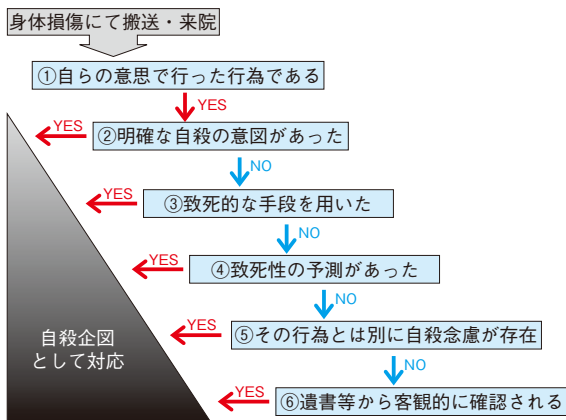 身体損傷にて搬送・来院
①自らの意思で行った行為である
YES
YES
②明確な自殺の意図があった
NO
YES
③致死的な手段を用いた
NO
YES
④致死性の予測があった
NO
YES
⑤その行為とは別に自殺念慮が存在
自殺企図
として対応
NO
YES
⑥遺書等から客観的に確認される